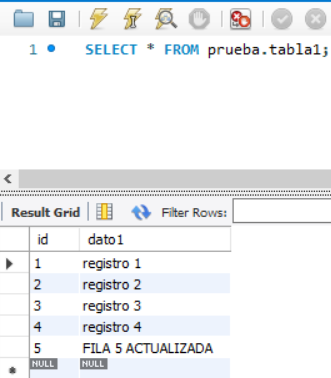 1 SELECT * FROM prueba.tabla1;
Result Grid Filter Rows:
id dato1
1 registro 1
2 registro 2
3 registro 3
4 registro 4
5 FILA 5 ACTUALIZADA
NULL NULL